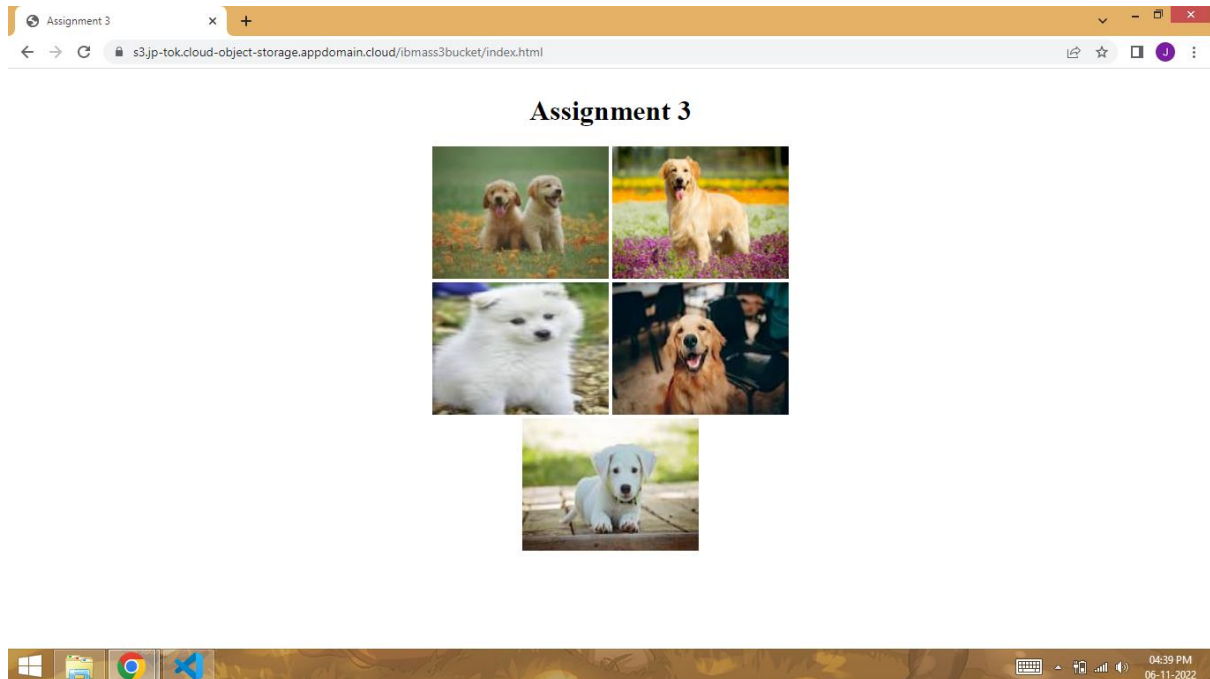 Assignment 3
s3.jp-tok.cloud-object-storage.appdomain.cloud/ibmass3bucket/index.html
J
Assignment 3
04:39 PM
06-11-2022